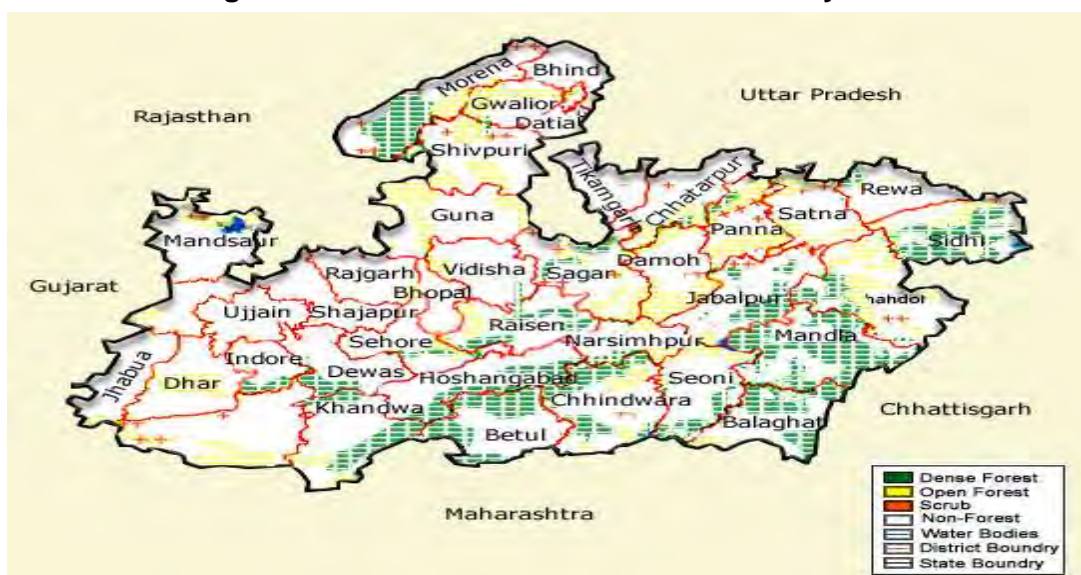 Morena
Bhind
Uttar Pradesh
Rajasthan
Gwalior
Datia
Shivpuri
Tikamgarh
Chhatarpur
Rewa
Guna
Satna
Panna
Mandsaur
Sidhi
Vidisha
Sagar
Damoh
Rajgarh
Gujarat
Bhopal
Jabalpur
hahdol
Ujjain
Shajapur
Raisen
Mandla
Sehore
Narsimhpur
Indore
Jhabua
Dewas
Hoshangabad
Seoni
Dhar
Khandwa
Chhindwara
Chhattisgarh
Balaghat
Betul
Maharashtra
Dense Forest
Open Forest
Scrub
Non-Forest
Water Bodies
District Boundry
State Boundry